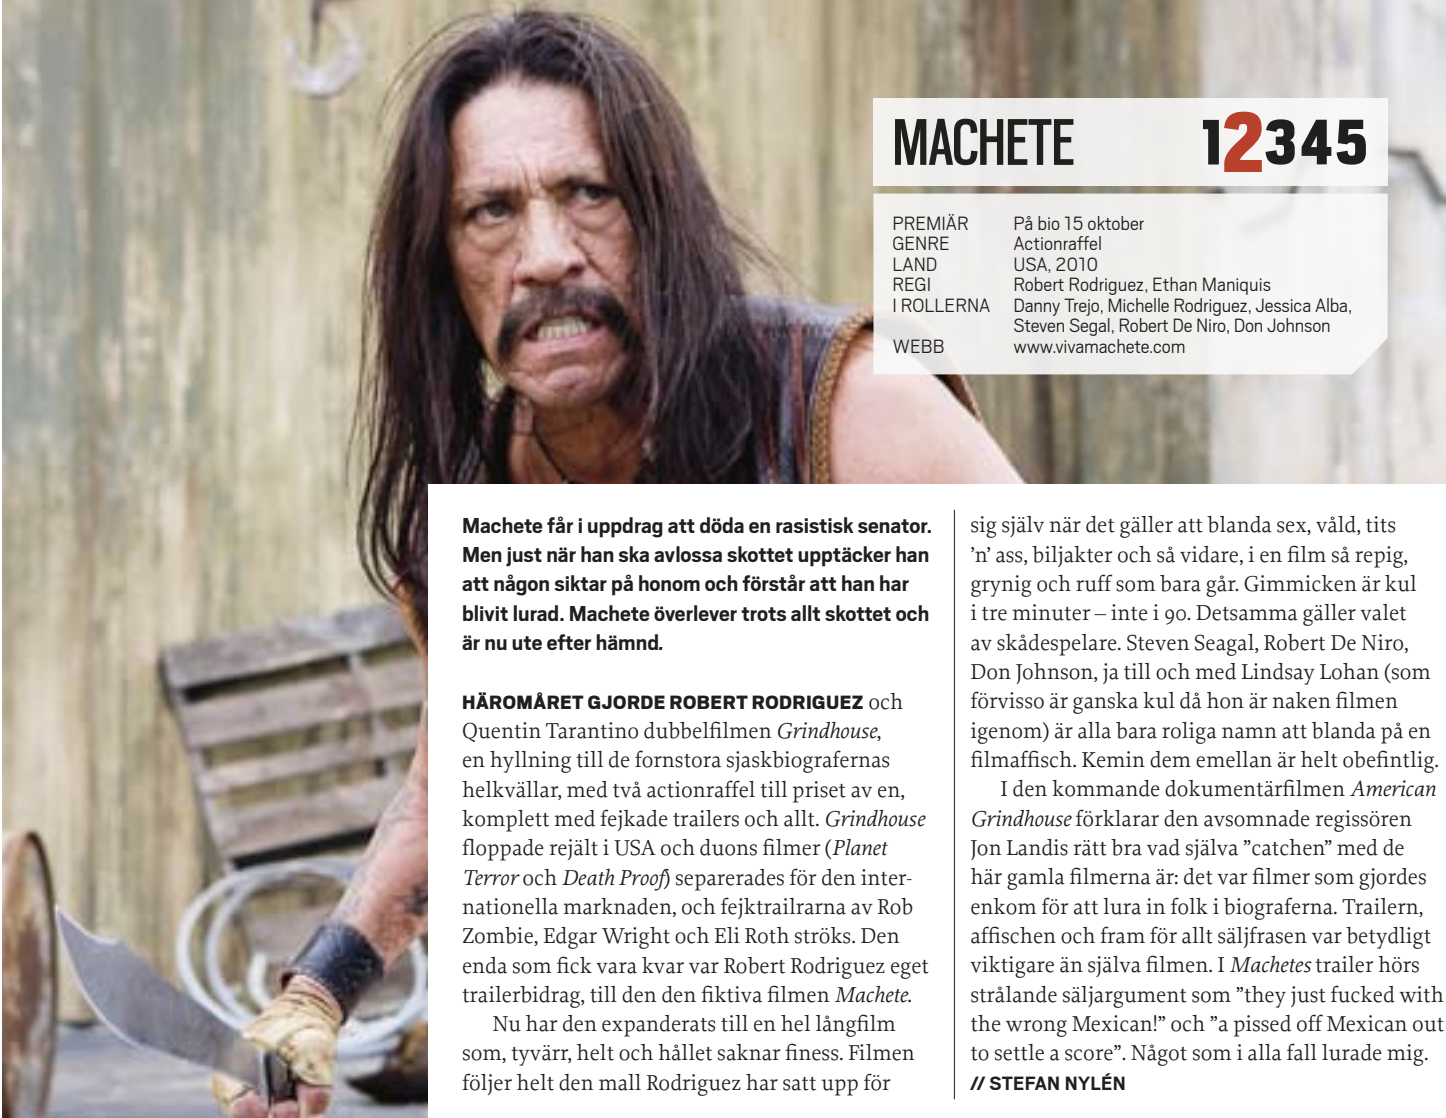 MACHETE 12345
PREMIÄR På bio 15 oktober
GENRE Actionraffel
LAND USA, 2010
REGI Robert Rodriguez, Ethan Maniquis
I ROLLERNA Danny Trejo, Michelle Rodriguez, Jessica Alba,
Steven Segal, Robert De Niro, Don Johnson
WEBB www.vivamachete.com
Machete får i uppdrag att döda en rasistisk senator.
Men just när han ska avlossa skottet upptäcker han
att någon siktar på honom och förstår att han har
blivit lurad. Machete överlever trots allt skottet och
är nu ute efter hämnd.
HÄROMÅRET GJORDE ROBERT RODRIGUEZ och
Quentin Tarantino dubbelfilmen Grindhouse,
en hyllning till de fornstora sjaskbiografernas
helkvällar, med två actionraffel till priset av en,
komplett med fejkade trailers och allt. Grindhouse
floppade rejält i USA och duons filmer (Planet
Terror och Death Proof) separerades för den inter-
nationella marknaden, och fejktrailrarna av Rob
Zombie, Edgar Wright och Eli Roth ströks. Den
enda som fick vara kvar var Robert Rodriguez eget
trailerbidrag, till den den fiktiva filmen Machete.
Nu har den expanderats till en hel långfilm
som, tyvärr, helt och hållet saknar finess. Filmen
följer helt den mall Rodriguez har satt upp för
sig själv när det gäller att blanda sex, våld, tits
’n’ ass, biljakter och så vidare, i en film så repig,
grynig och ruff som bara går. Gimmicken är kul
i tre minuter – inte i 90. Detsamma gäller valet
av skådespelare. Steven Seagal, Robert De Niro,
Don Johnson, ja till och med Lindsay Lohan (som
förvisso är ganska kul då hon är naken filmen
igenom) är alla bara roliga namn att blanda på en
filmaffisch. Kemin dem emellan är helt obefintlig.
I den kommande dokumentärfilmen American
Grindhouse förklarar den avsomnade regissören
Jon Landis rätt bra vad själva ”catchen” med de
här gamla filmerna är: det var filmer som gjordes
enkom för att lura in folk i biograferna. Trailern,
affischen och fram för allt säljfrasen var betydligt
viktigare än själva filmen. I Machetes trailer hörs
strålande säljargument som ”they just fucked with
the wrong Mexican!” och ”a pissed off Mexican out
to settle a score”. Något som i alla fall lurade mig.
// STEFAN NYLÉN